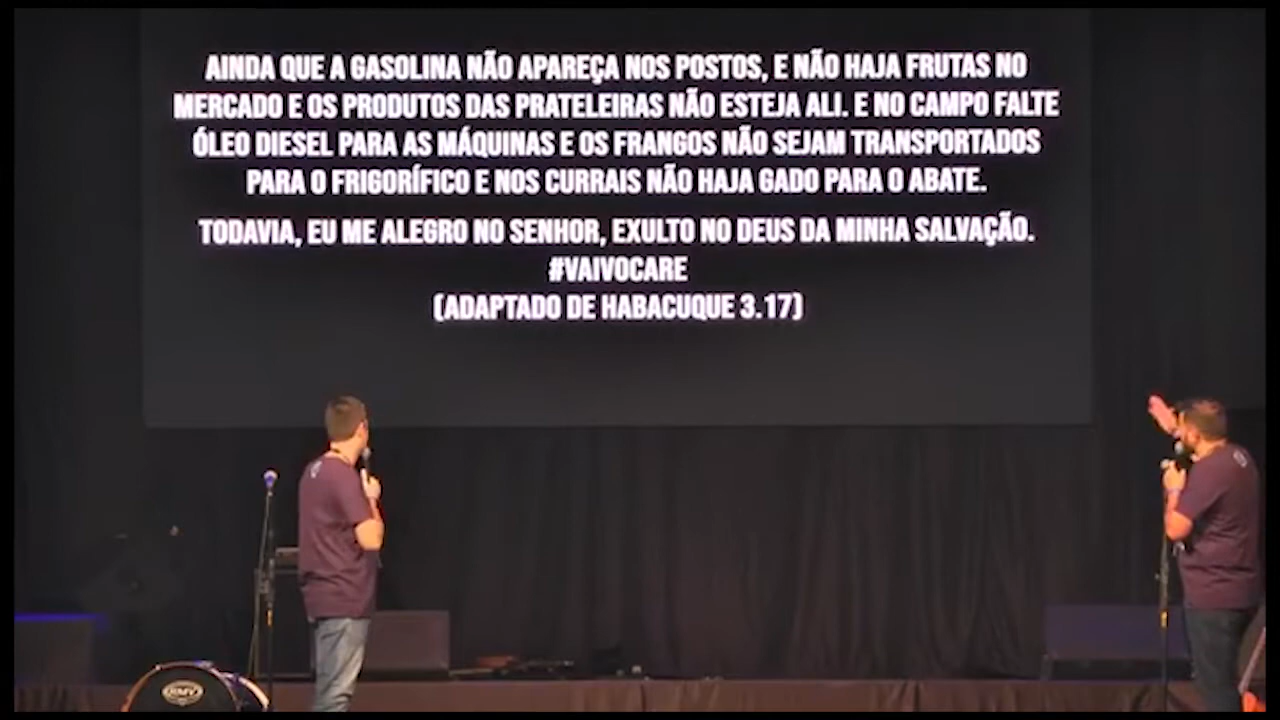 AINDA QUE A GASOLINA NÃO APAREÇA NOS POSTOS, E NÃO HAJA FRUTAS NO
MERCADO E OS PRODUTOS DAS PRATELEIRAS NÃO ESTEJA ALI. E NO CAMPO FALTE
ÓLEO DIESEL PARA AS MÁQUINAS E OS FRANGOS NÃO SEJAM TRANSPORTADOS
PARA O FRIGORÍFICO E NOS CURRAIS NÃO HAJA GADO PARA O ABATE.
TODAVIA, EU ME ALEGRO NO SENHOR, EXULTO NO DEUS DA MINHA SALVAÇÃO.
#VAIVOCARE
(ADAPTADO DE HABACUQUE 3.17)
RMV